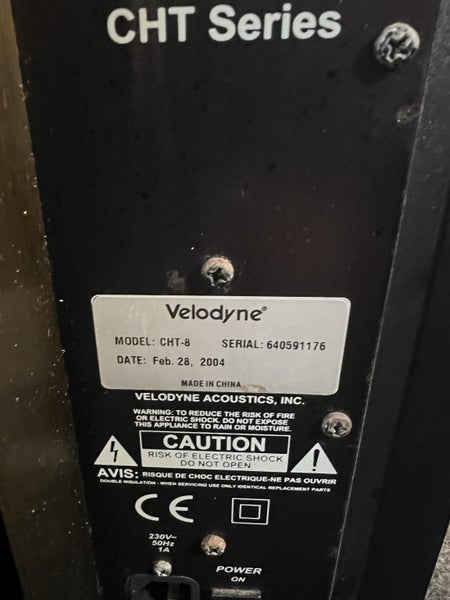 CHT Series
Velodyne®
MODEL: CHT-8 SERIAL: 640591176
DATE: Feb. 28, 2004
MADE IN CHINA
VELODYNE ACOUSTICS, INC.
WARNING: TO REDUCE THE RISK OF FIRE
OR ELECTRIC SHOCK. DO NOT EXPOSE
THIS APPLIANCE TO RAIN OR MOISTURE.
CAUTION
RISK OF ELECTRIC SHOCK
DO NOT OPEN
AVIS: RISQUE DE CHOC ELECTRIQUE-NE PAS OUVRIR
DOUBLE INSULATION - WHEN SERVICING USE ONLY IDENTICAL REPLACEMENT PARTS
CE
230V~
50Hz
1A
POWER
ON